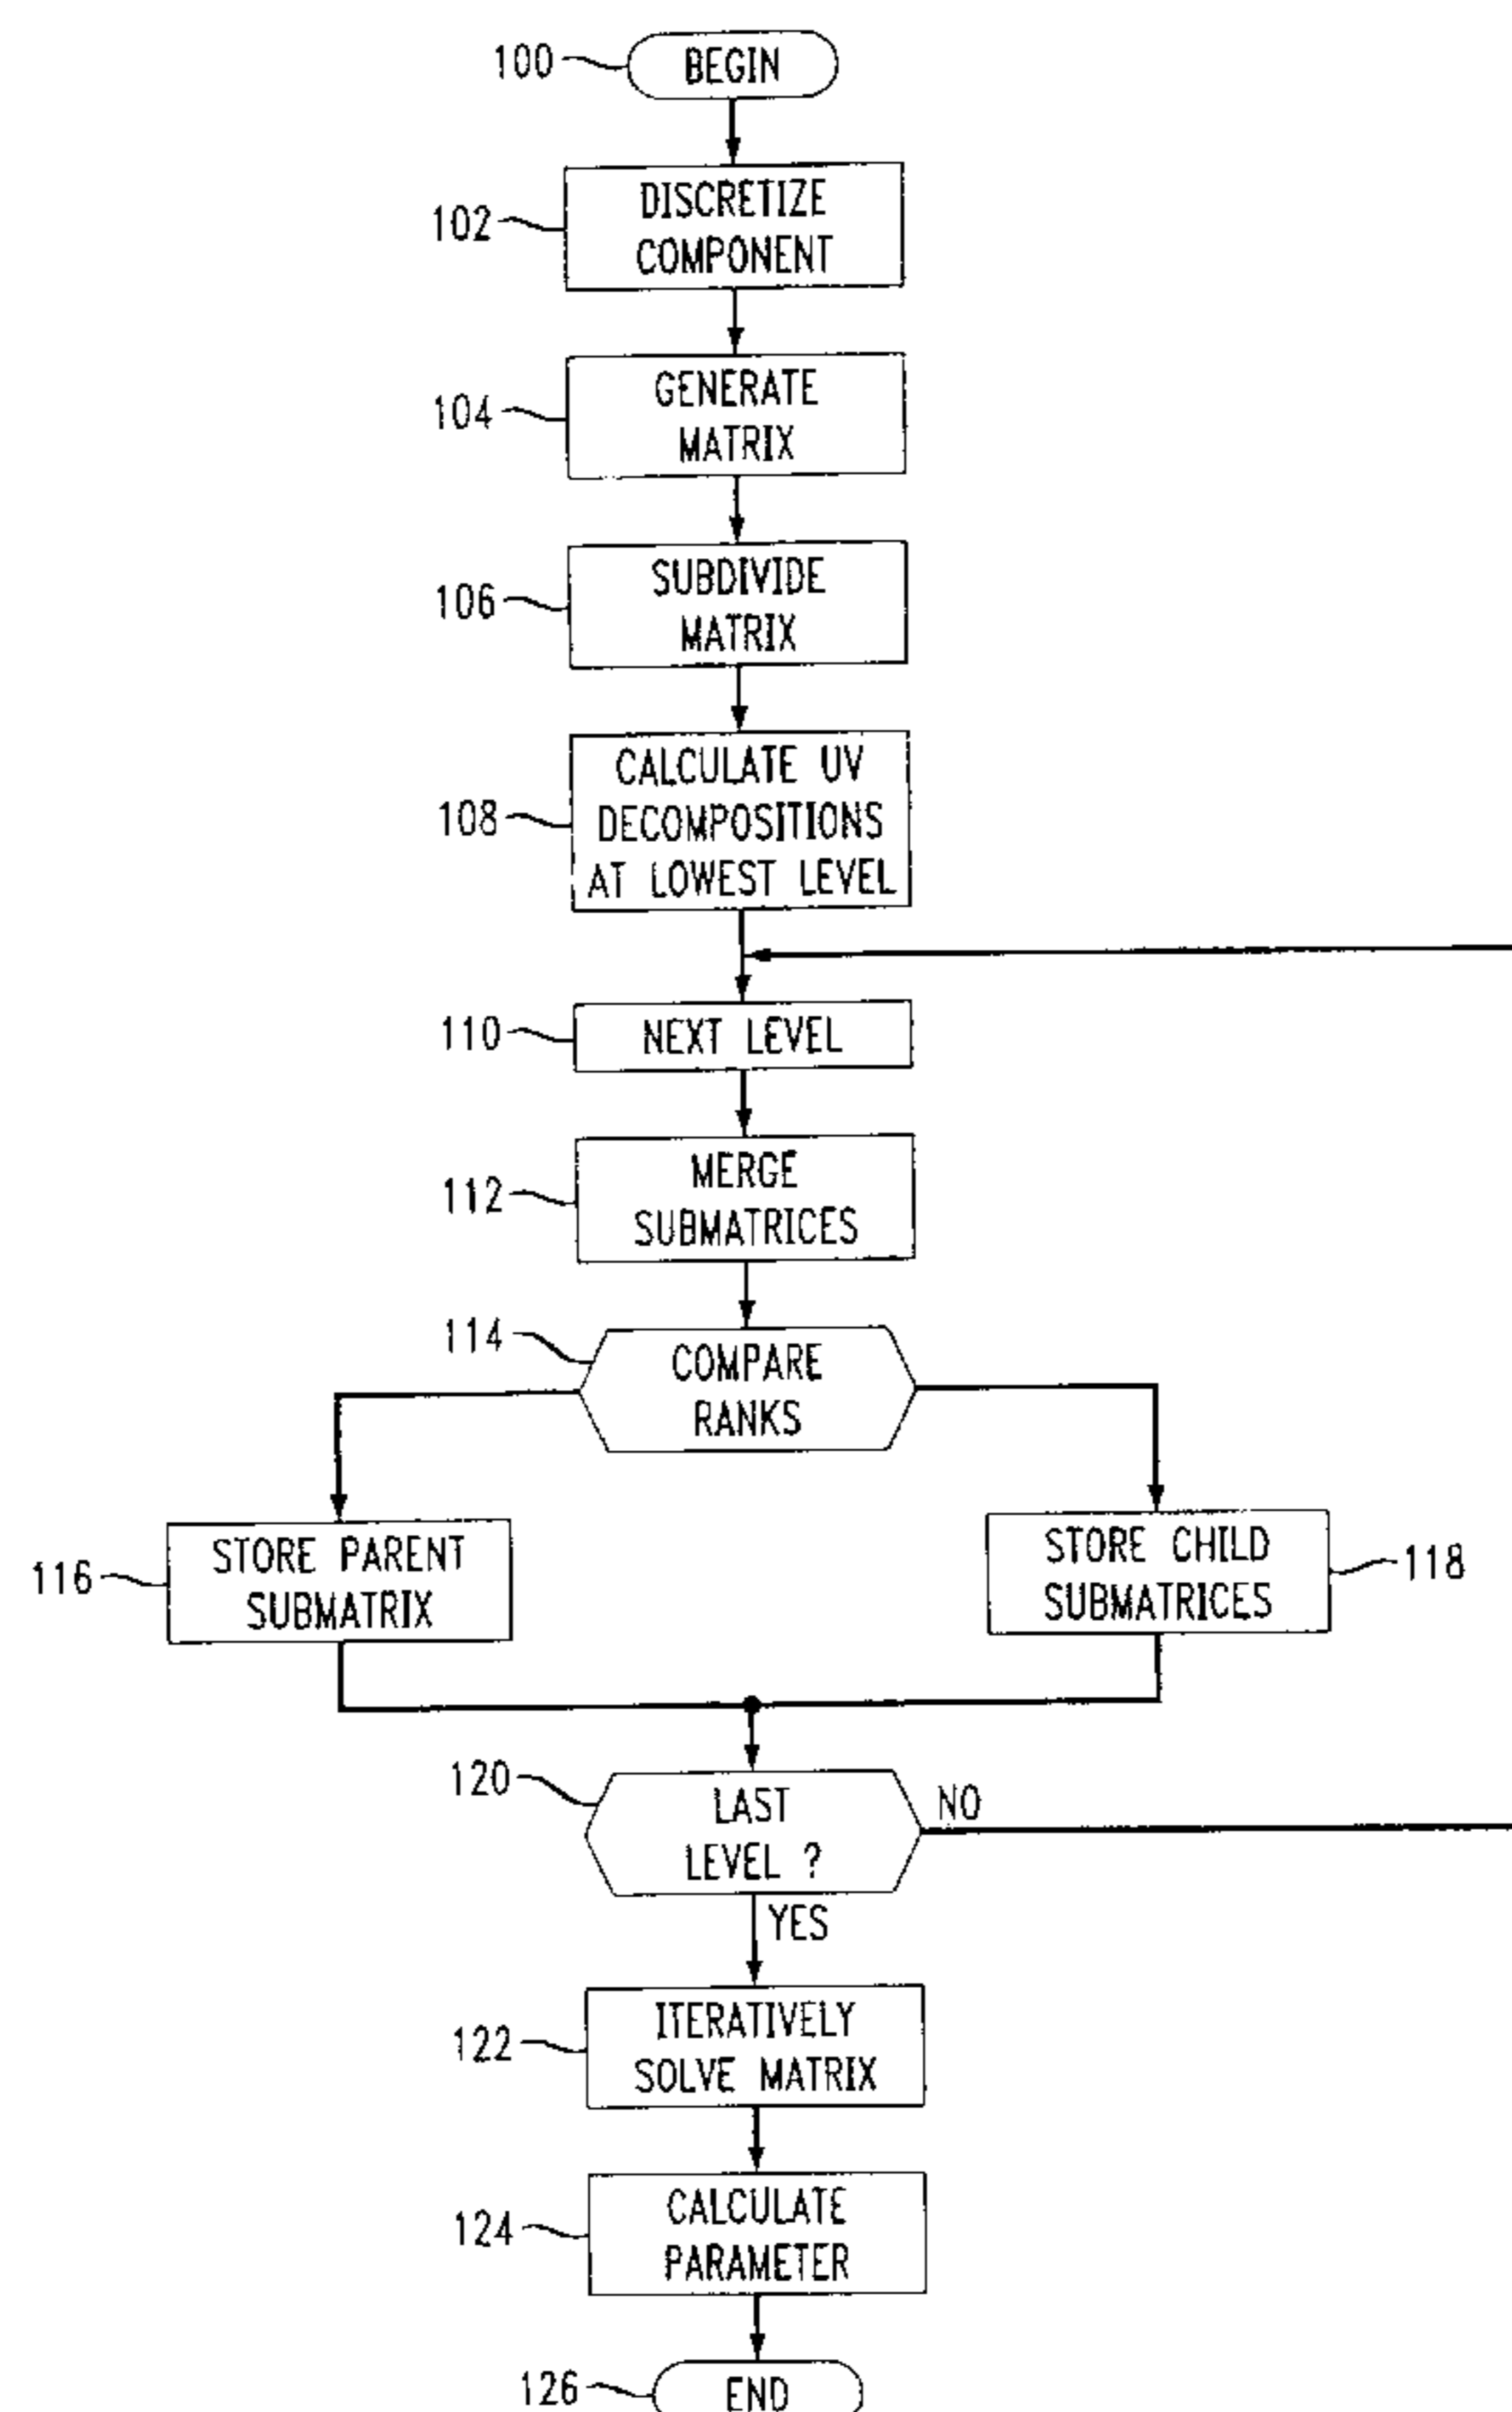 100 BEGIN
102 DISCRETIZE
COMPONENT
104 GENERATE
MATRIX
106 SUBDIVIDE
MATRIX
108 CALCULATE UV
DECOMPOSITIONS
AT LOWEST LEVEL
110 NEXT LEVEL
112 MERGE
SUBMATRICES
114 COMPARE
RANKS
116 STORE PARENT
SUBMATRIX
STORE CHILD
SUBMATRICES
118
120 LAST
LEVEL ?
NO
YES
122 ITERATIVELY
SOLVE MATRIX
124 CALCULATE
PARAMETER
126 END